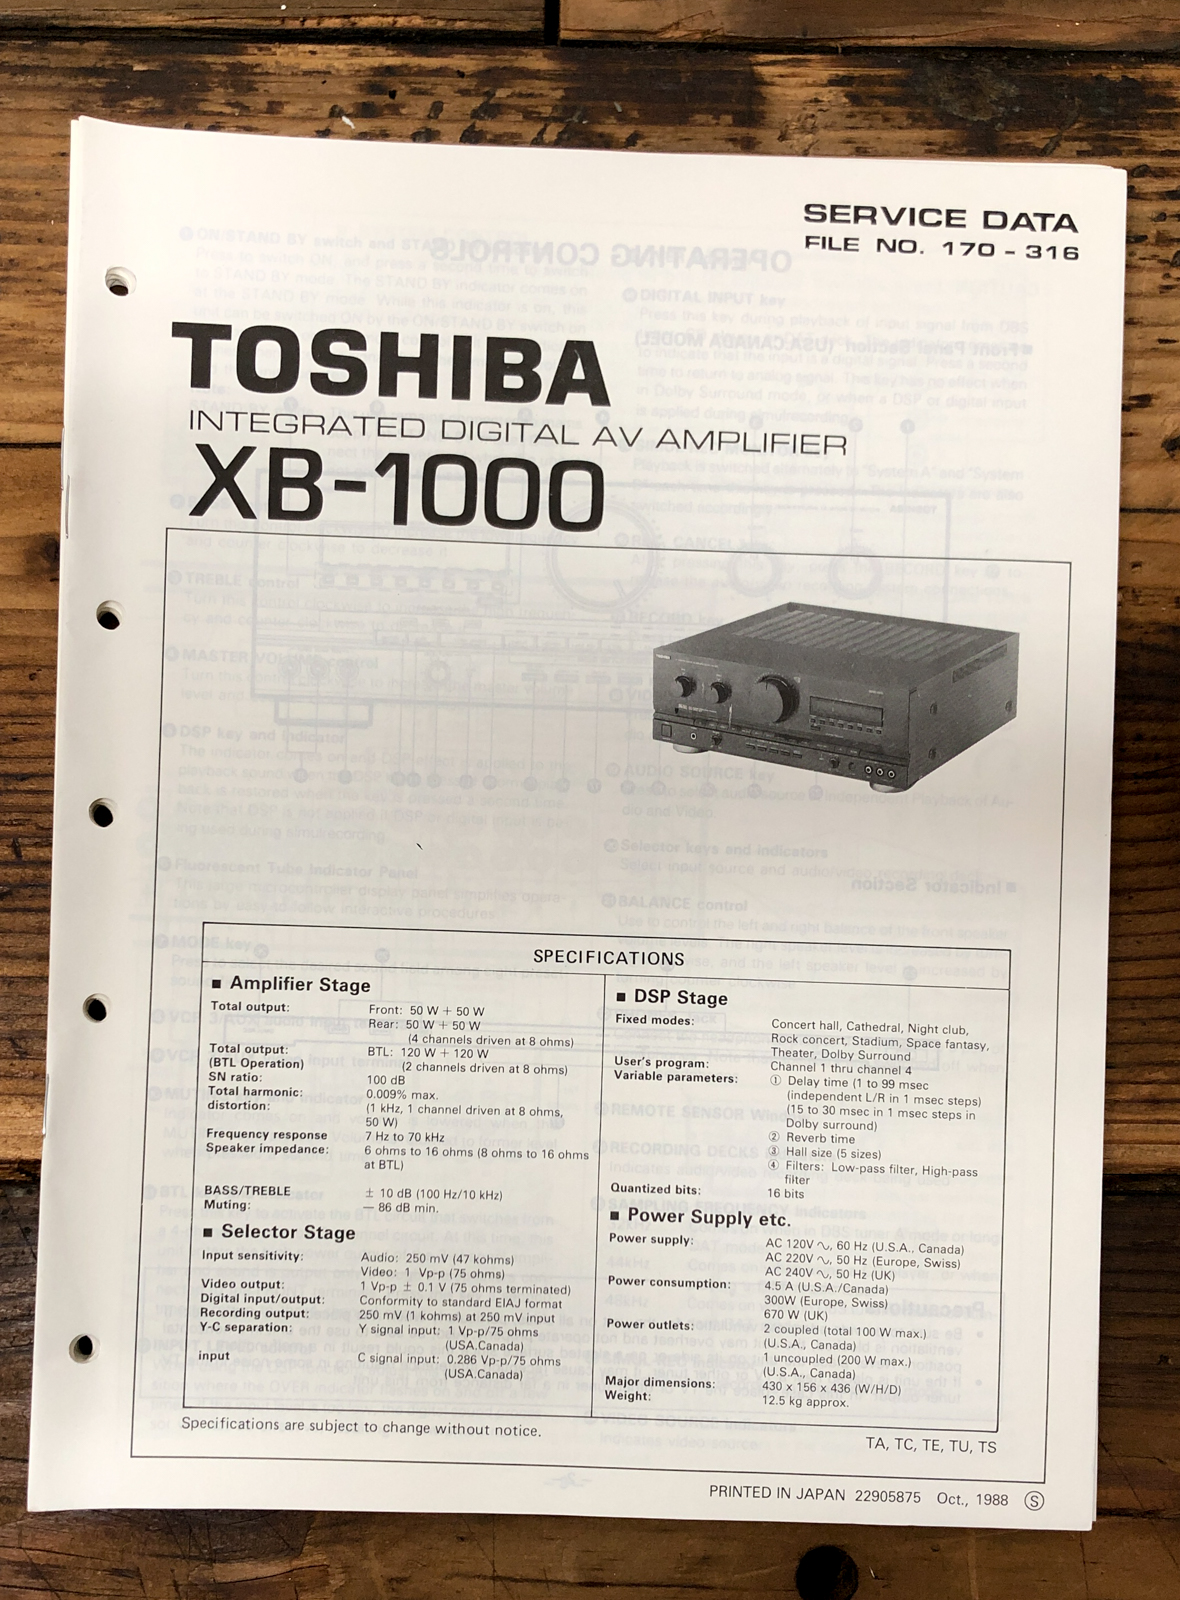 SERVICE DATA
FILE NO. 170 - 316
TOSHIBA
INTEGRATED DIGITAL AV AMPLIFIER
XB-1000
SPECIFICATIONS
■ Amplifier Stage
Total output: Front: 50 W + 50 W
Rear: 50 W + 50 W
(4 channels driven at 8 ohms)
Total output: BTL: 120 W + 120 W
(BTL Operation) (2 channels driven at 8 ohms)
SN ratio: 100 dB
Total harmonic: 0.009% max.
distortion: (1 kHz, 1 channel driven at 8 ohms,
50 W)
Frequency response 7 Hz to 70 kHz
Speaker impedance: 6 ohms to 16 ohms (8 ohms to 16 ohms
at BTL)
BASS/TREBLE ± 10 dB (100 Hz/10 kHz)
Muting: — 86 dB min.
■ Selector Stage
Input sensitivity: Audio: 250 mV (47 kohms)
Video: 1 Vp-p (75 ohms)
Video output: 1 Vp-p ± 0.1 V (75 ohms terminated)
Digital input/output: Conformity to standard EIAJ format
Recording output: 250 mV (1 kohms) at 250 mV input
Y-C separation: Y signal input: 1 Vp-p/75 ohms
(USA.Canada)
input C signal input: 0.286 Vp-p/75 ohms
(USA.Canada)
■ DSP Stage
Fixed modes: Concert hall, Cathedral, Night club,
Rock concert, Stadium, Space fantasy,
Theater, Dolby Surround
User's program: Channel 1 thru channel 4
Variable parameters: ① Delay time (1 to 99 msec
(independent L/R in 1 msec steps)
(15 to 30 msec in 1 msec steps in
Dolby surround)
② Reverb time
③ Hall size (5 sizes)
④ Filters: Low-pass filter, High-pass
filter
Quantized bits: 16 bits
■ Power Supply etc.
Power supply: AC 120V ∿, 60 Hz (U.S.A., Canada)
AC 220V ∿, 50 Hz (Europe, Swiss)
AC 240V ∿, 50 Hz (UK)
Power consumption: 4.5 A (U.S.A./Canada)
300W (Europe, Swiss)
670 W (UK)
Power outlets: 2 coupled (total 100 W max.)
(U.S.A., Canada)
1 uncoupled (200 W max.)
(U.S.A., Canada)
Major dimensions: 430 x 156 x 436 (W/H/D)
Weight: 12.5 kg approx.
Specifications are subject to change without notice.
TA, TC, TE, TU, TS
PRINTED IN JAPAN 22905875 Oct., 1988 Ⓢ